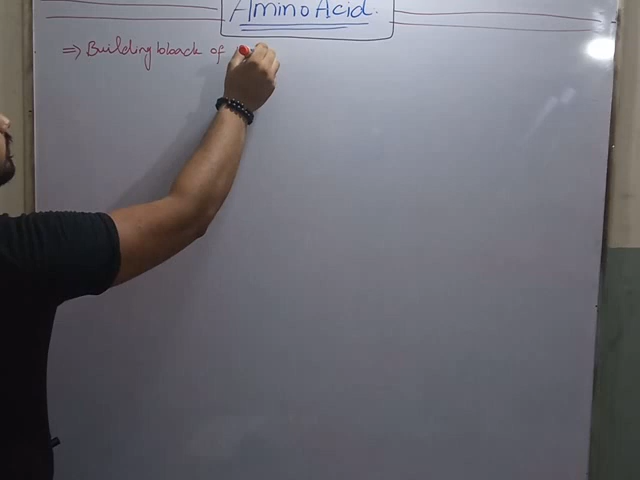 Amino Acid.
⇒ Building bloack of